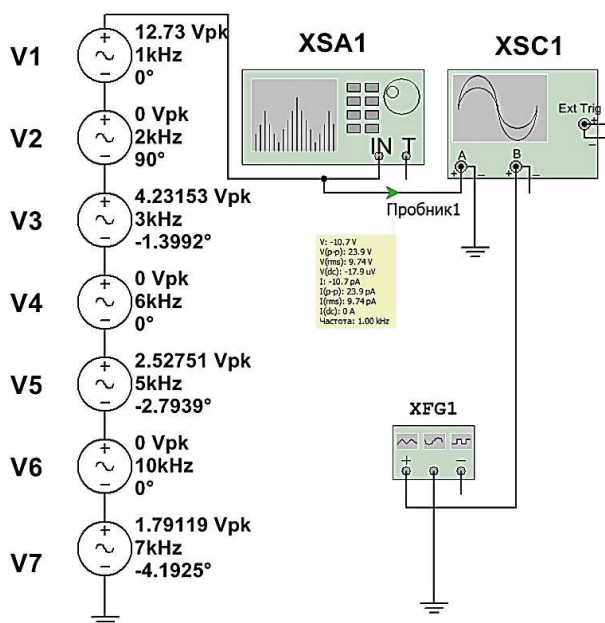 V1
12.73 Vpk
1kHz
0°
V2
0 Vpk
2kHz
90°
V3
4.23153 Vpk
3kHz
-1.3992°
V4
0 Vpk
6kHz
0°
V5
2.52751 Vpk
5kHz
-2.7939°
V6
0 Vpk
10kHz
0°
V7
1.79119 Vpk
7kHz
-4.1925°
XSA1
IN T
XSC1
Ext Trig
A
B
Пробник1
V: -10.7 V
V(p-p): 23.9 V
V(rms): 9.74 V
V(dc): -17.9 uV
I: -10.7 pA
I(p-p): 23.9 pA
I(rms): 9.74 pA
I(dc): 0 A
Частота: 1.00 kHz
XFG1